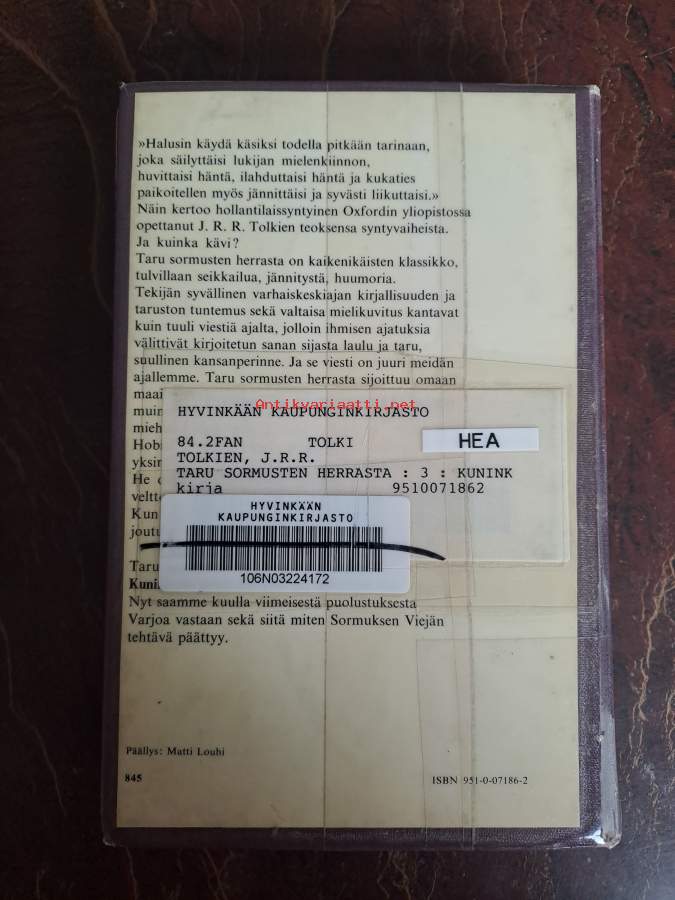 »Halusin käydä käsiksi todella pitkään tarinaan,
joka säilyttäisi lukijan mielenkiinnon,
huvittaisi häntä, ilahduttaisi häntä ja kukaties
paikoitellen myös jännittäisi ja syvästi liikuttaisi.»
Näin kertoo hollantilaissyntyinen Oxfordin yliopistossa
opettanut J. R. R. Tolkien teoksensa syntyvaiheista.
Ja kuinka kävi?
Taru sormusten herrasta on kaikenikäisten klassikko,
tulvillaan seikkailua, jännitystä, huumoria.
Tekijän syvällinen varhaiskeskiajan kirjallisuuden ja
taruston tuntemus sekä valtaisa mielikuvitus kantavat
kuin tuuli viestiä ajalta, jolloin ihmisen ajatuksia
välittivät kirjoitetun sanan sijasta laulu ja taru,
suullinen kansanperinne. Ja se viesti on juuri meidän
ajallemme. Taru sormusten herrasta sijoittuu omaan
Antikvariaatti.net
HYVINKÄÄN KAUPUNGINKIRJASTO
84.2FAN TOLKI HEA
TOLKIEN, J.R.R.
TARU SORMUSTEN HERRASTA : 3 : KUNINK
kirja 9510071862
HYVINKÄÄN
KAUPUNGINKIRJASTO
106N03224172
He
Kun
Taru
Nyt saamme kuulla viimeisestä puolustuksesta
Varjoa vastaan sekä siitä miten Sormuksen Viejän
tehtävä päättyy.
Päällys: Matti Louhi
845 ISBN 951-0-07186-2